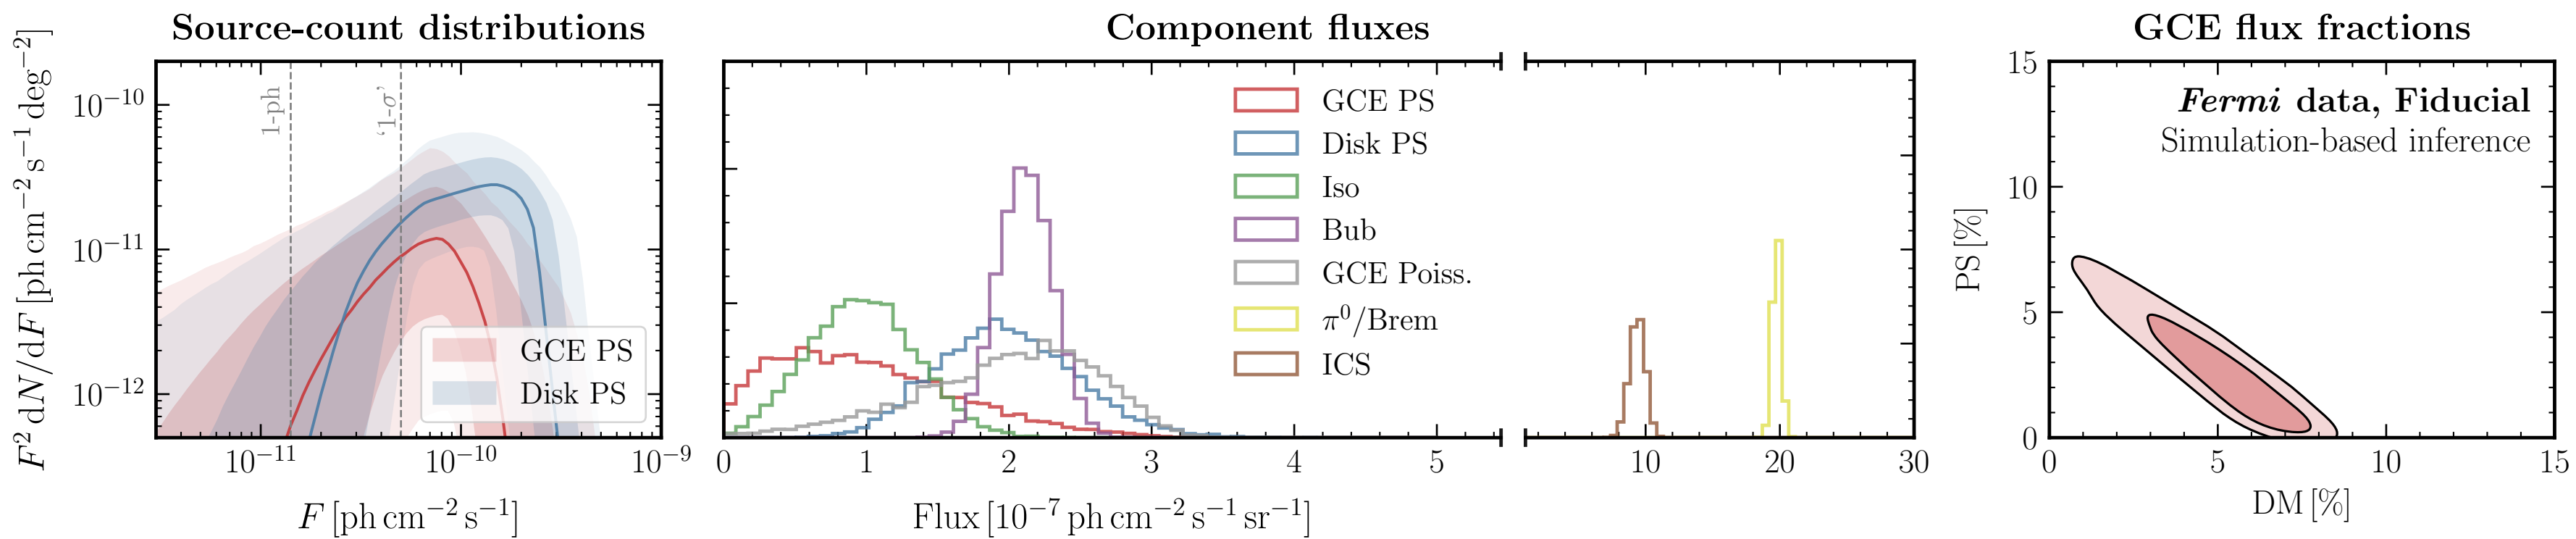 Source-count distributions
F² dN/dF [ph cm⁻² s⁻¹ deg⁻²]
10⁻¹⁰
10⁻¹¹
10⁻¹²
1-ph
‘1-σ’
GCE PS
Disk PS
10⁻¹¹ 10⁻¹⁰ 10⁻⁹
F [ph cm⁻² s⁻¹]
Component fluxes
GCE PS
Disk PS
Iso
Bub
GCE Poiss.
π⁰/Brem
ICS
0 1 2 3 4 5 10 20 30
Flux [10⁻⁷ ph cm⁻² s⁻¹ sr⁻¹]
GCE flux fractions
Fermi data, Fiducial
Simulation-based inference
PS [%]
15
10
5
0
0 5 10 15
DM [%]